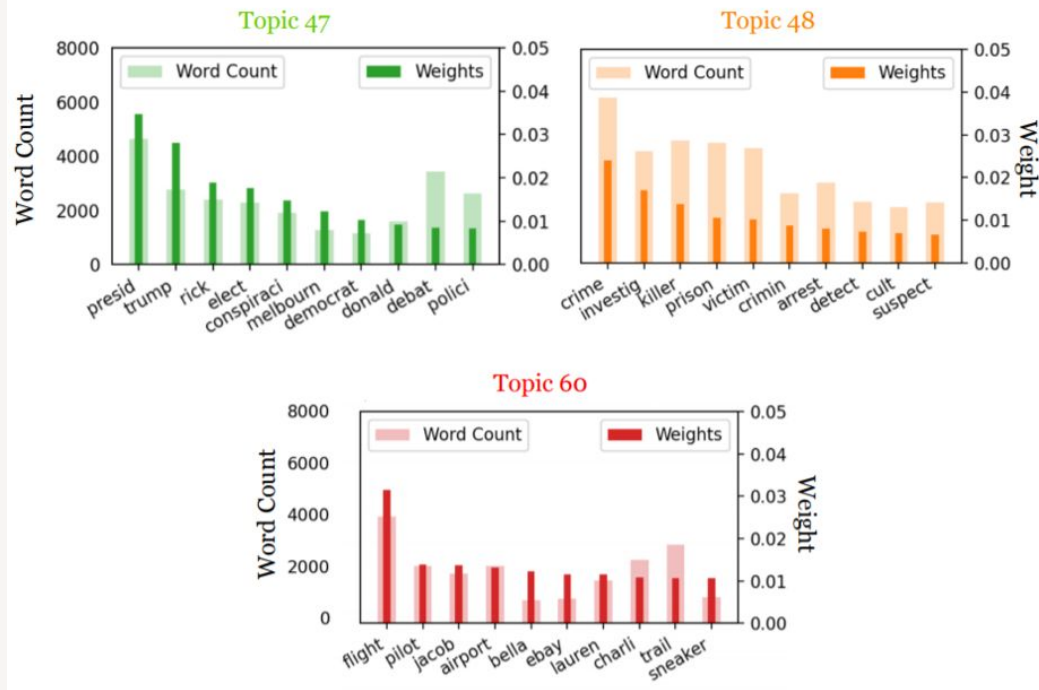 Topic 47
Word Count Weights
8000
6000
4000
2000
0
0.05
0.04
0.03
0.02
0.01
0.00
Word Count
presid trump rick elect conspiraci melbourn democrat donald debat polici
Topic 48
Word Count Weights
0.05
0.04
0.03
0.02
0.01
0.00
Weight
crime investig killer prison victim crimin arrest detect cult suspect
Topic 60
Word Count Weights
8000
6000
4000
2000
0
0.05
0.04
0.03
0.02
0.01
0.00
Word Count
Weight
flight pilot jacob airport bella ebay lauren charli trail sneaker